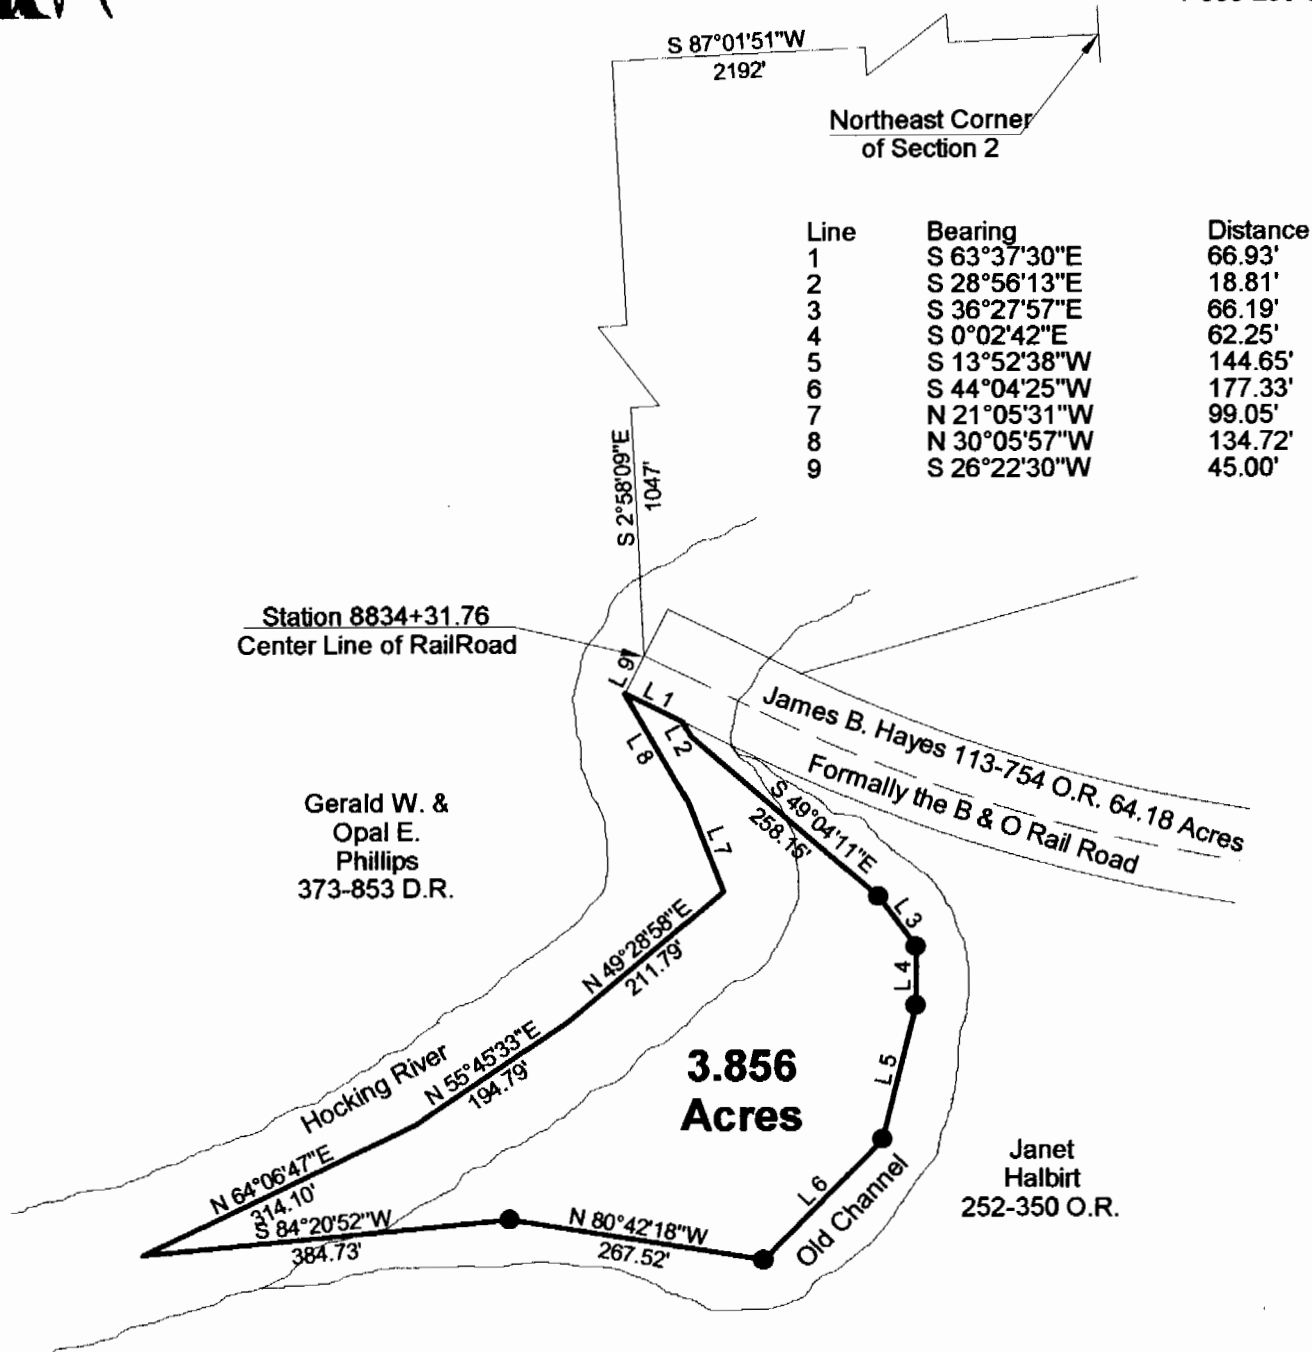 S 87°01'51"W
2192'
Northeast Corner
of Section 2
Line Bearing Distance
1 S 63°37'30"E 66.93'
2 S 28°56'13"E 18.81'
3 S 36°27'57"E 66.19'
4 S 0°02'42"E 62.25'
5 S 13°52'38"W 144.65'
6 S 44°04'25"W 177.33'
7 N 21°05'31"W 99.05'
8 N 30°05'57"W 134.72'
9 S 26°22'30"W 45.00'
S 2°58'09"E
1047'
Station 8834+31.76
Center Line of RailRoad
L 9
L 1
L 2
L 8
L 7
James B. Hayes 113-754 O.R. 64.18 Acres
Formally the B & O Rail Road
S 49°04'11"E
258.15'
Gerald W. &
Opal E.
Phillips
373-853 D.R.
L 3
L 4
N 49°28'58"E
211.79'
L 5
3.856
Acres
N 55°45'33"E
194.79'
Hocking River
Janet
Halbirt
252-350 O.R.
L 6
Old Channel
N 64°06'47"E
314.10'
S 84°20'52"W
384.73'
N 80°42'18"W
267.52'